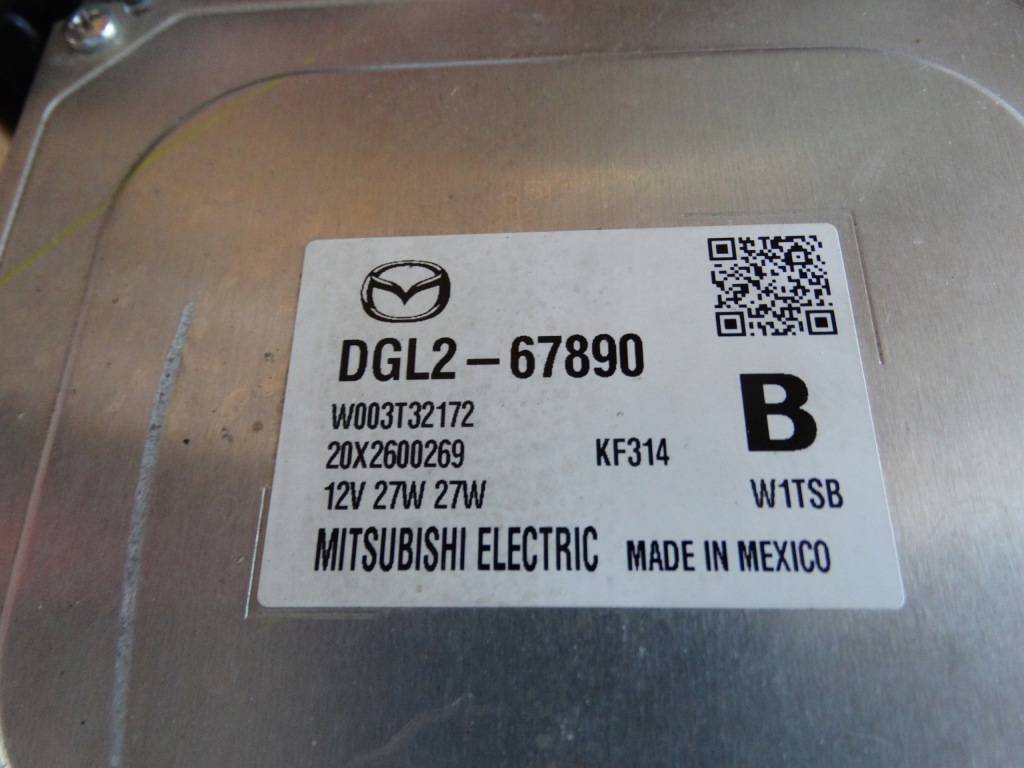 DGL2-67890
W003T32172
B
20X2600269 KF314
12V 27W 27W W1TSB
MITSUBISHI ELECTRIC MADE IN MEXICO